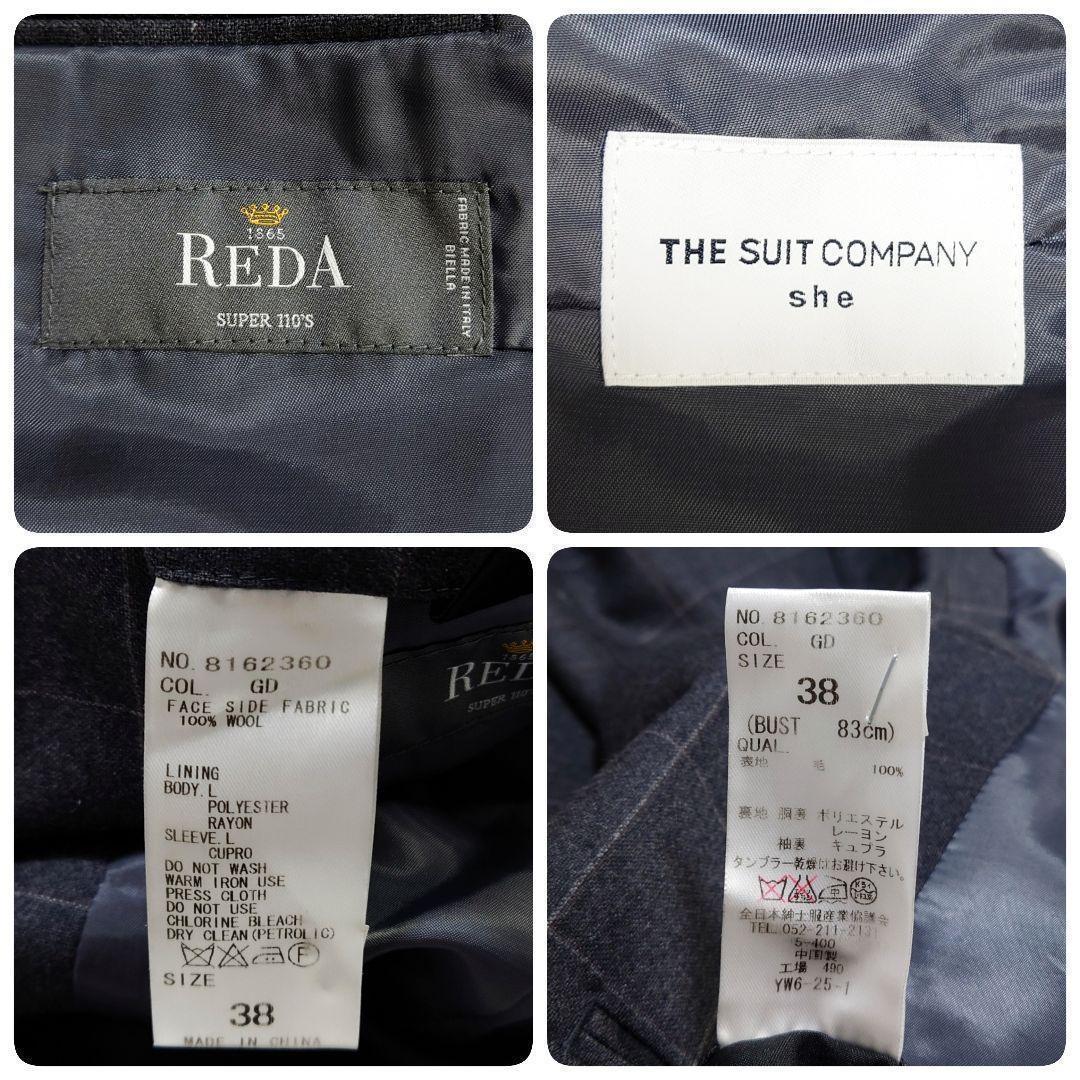 1865
REDA
SUPER 110'S
FABRIC MADE IN ITALY
BIELLA
THE SUIT COMPANY
she
NO. 8162360
COL. GD
FACE SIDE FABRIC
100% WOOL
LINING
BODY.L
POLYESTER
RAYON
SLEEVE.L
CUPRO
DO NOT WASH
WARM IRON USE
PRESS CLOTH
DO NOT USE
CHLORINE BLEACH
DRY CLEAN(PETROLIC)
F
SIZE
38
MADE IN CHINA
1865
RED
SUPER 110'S
NO. 8162360
COL. GD
SIZE
38
(BUST 83cm)
QUAL.
表地 毛 100%
裏地 胴裏 ポリエステル
レーヨン
袖裏 キュプラ
タンブラー乾燥はお避け下さい。
中
全日本紳士服産業協議会
TEL. 052-211-2131
5-400
中国製
工場 490
YW6-25-1